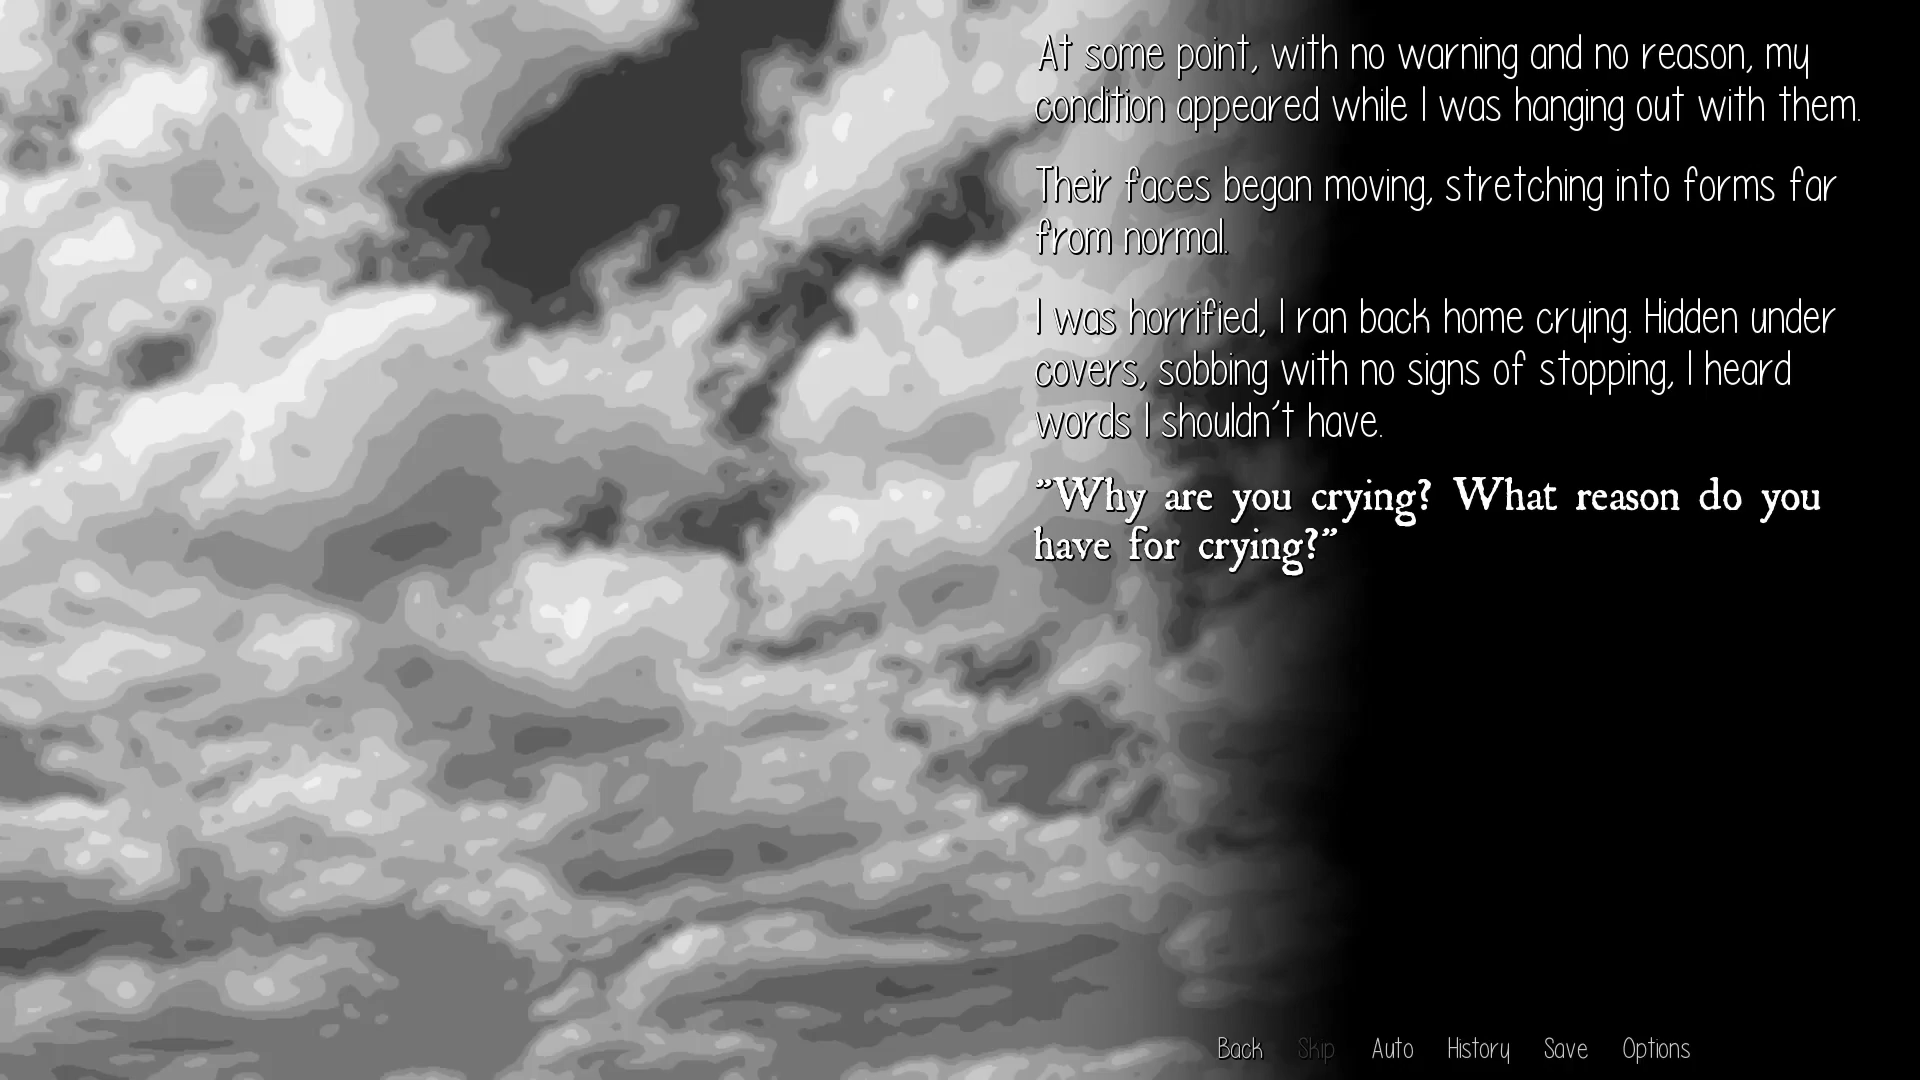 At some point, with no warning and no reason, my
condition appeared while I was hanging out with them.
Their faces began moving, stretching into forms far
from normal.
I was horrified, I ran back home crying. Hidden under
covers, sobbing with no signs of stopping, I heard
words I shouldn't have.
"Why are you crying? What reason do you
have for crying?"
Back Skip Auto History Save Options